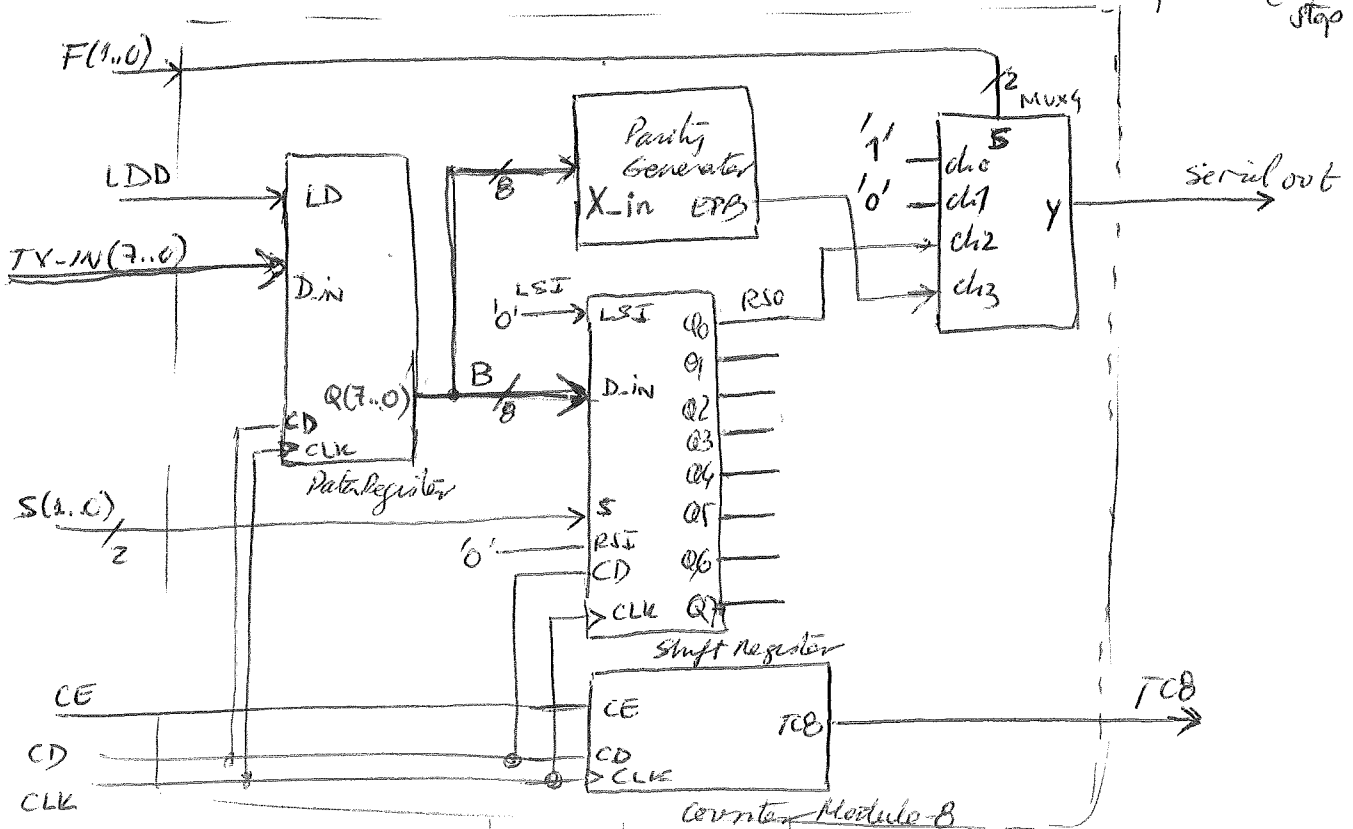 stop
F(1..0)
2
MUX4
S
Parity
Generator
X_in
EPB
8
'1'
ch0
'0'
ch1
ch2
ch3
Y
serial out
LDD
LD
TX-IN(7..0)
D_in
Q(7..0)
CD
CLK
Data Register
B
8
LSI
'0'
LSI
D_in
Q0
RSO
Q1
Q2
Q3
Q4
Q5
Q6
Q7
S(1..0)
2
S
'0'
RSI
CD
CLK
Shift Register
CE
CE
TC8
TC8
CD
CD
CLK
CLK
Counter Modulo-8